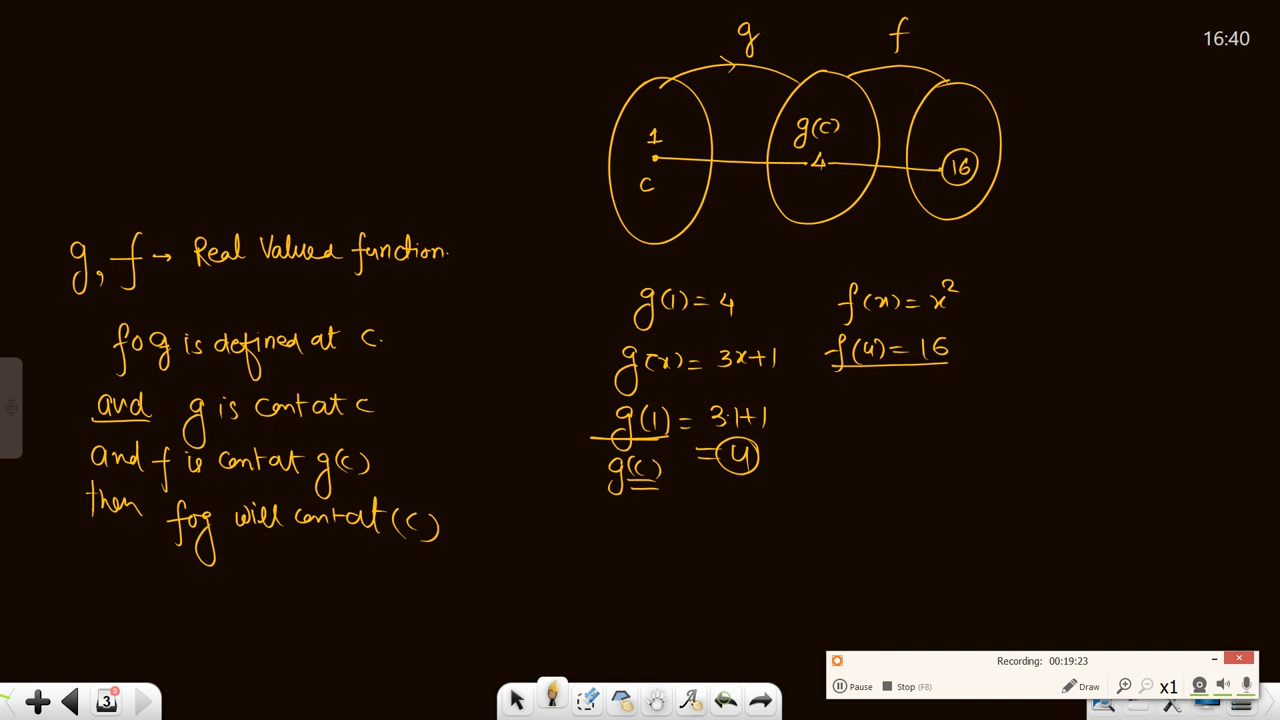 16:40
g f
1 g(c)
4 16
c
g, f → Real Valued function.
fog is defined at c.
and g is cont at c
and f is cont at g(c)
then fog will cont at (c)
g(1) = 4
g(x) = 3x+1
g(1) = 3.1+1
= 4
g(c)
f(x) = x²
f(4) = 16
Recording: 00:19:23
Pause Stop (F8) Draw x1
3 0